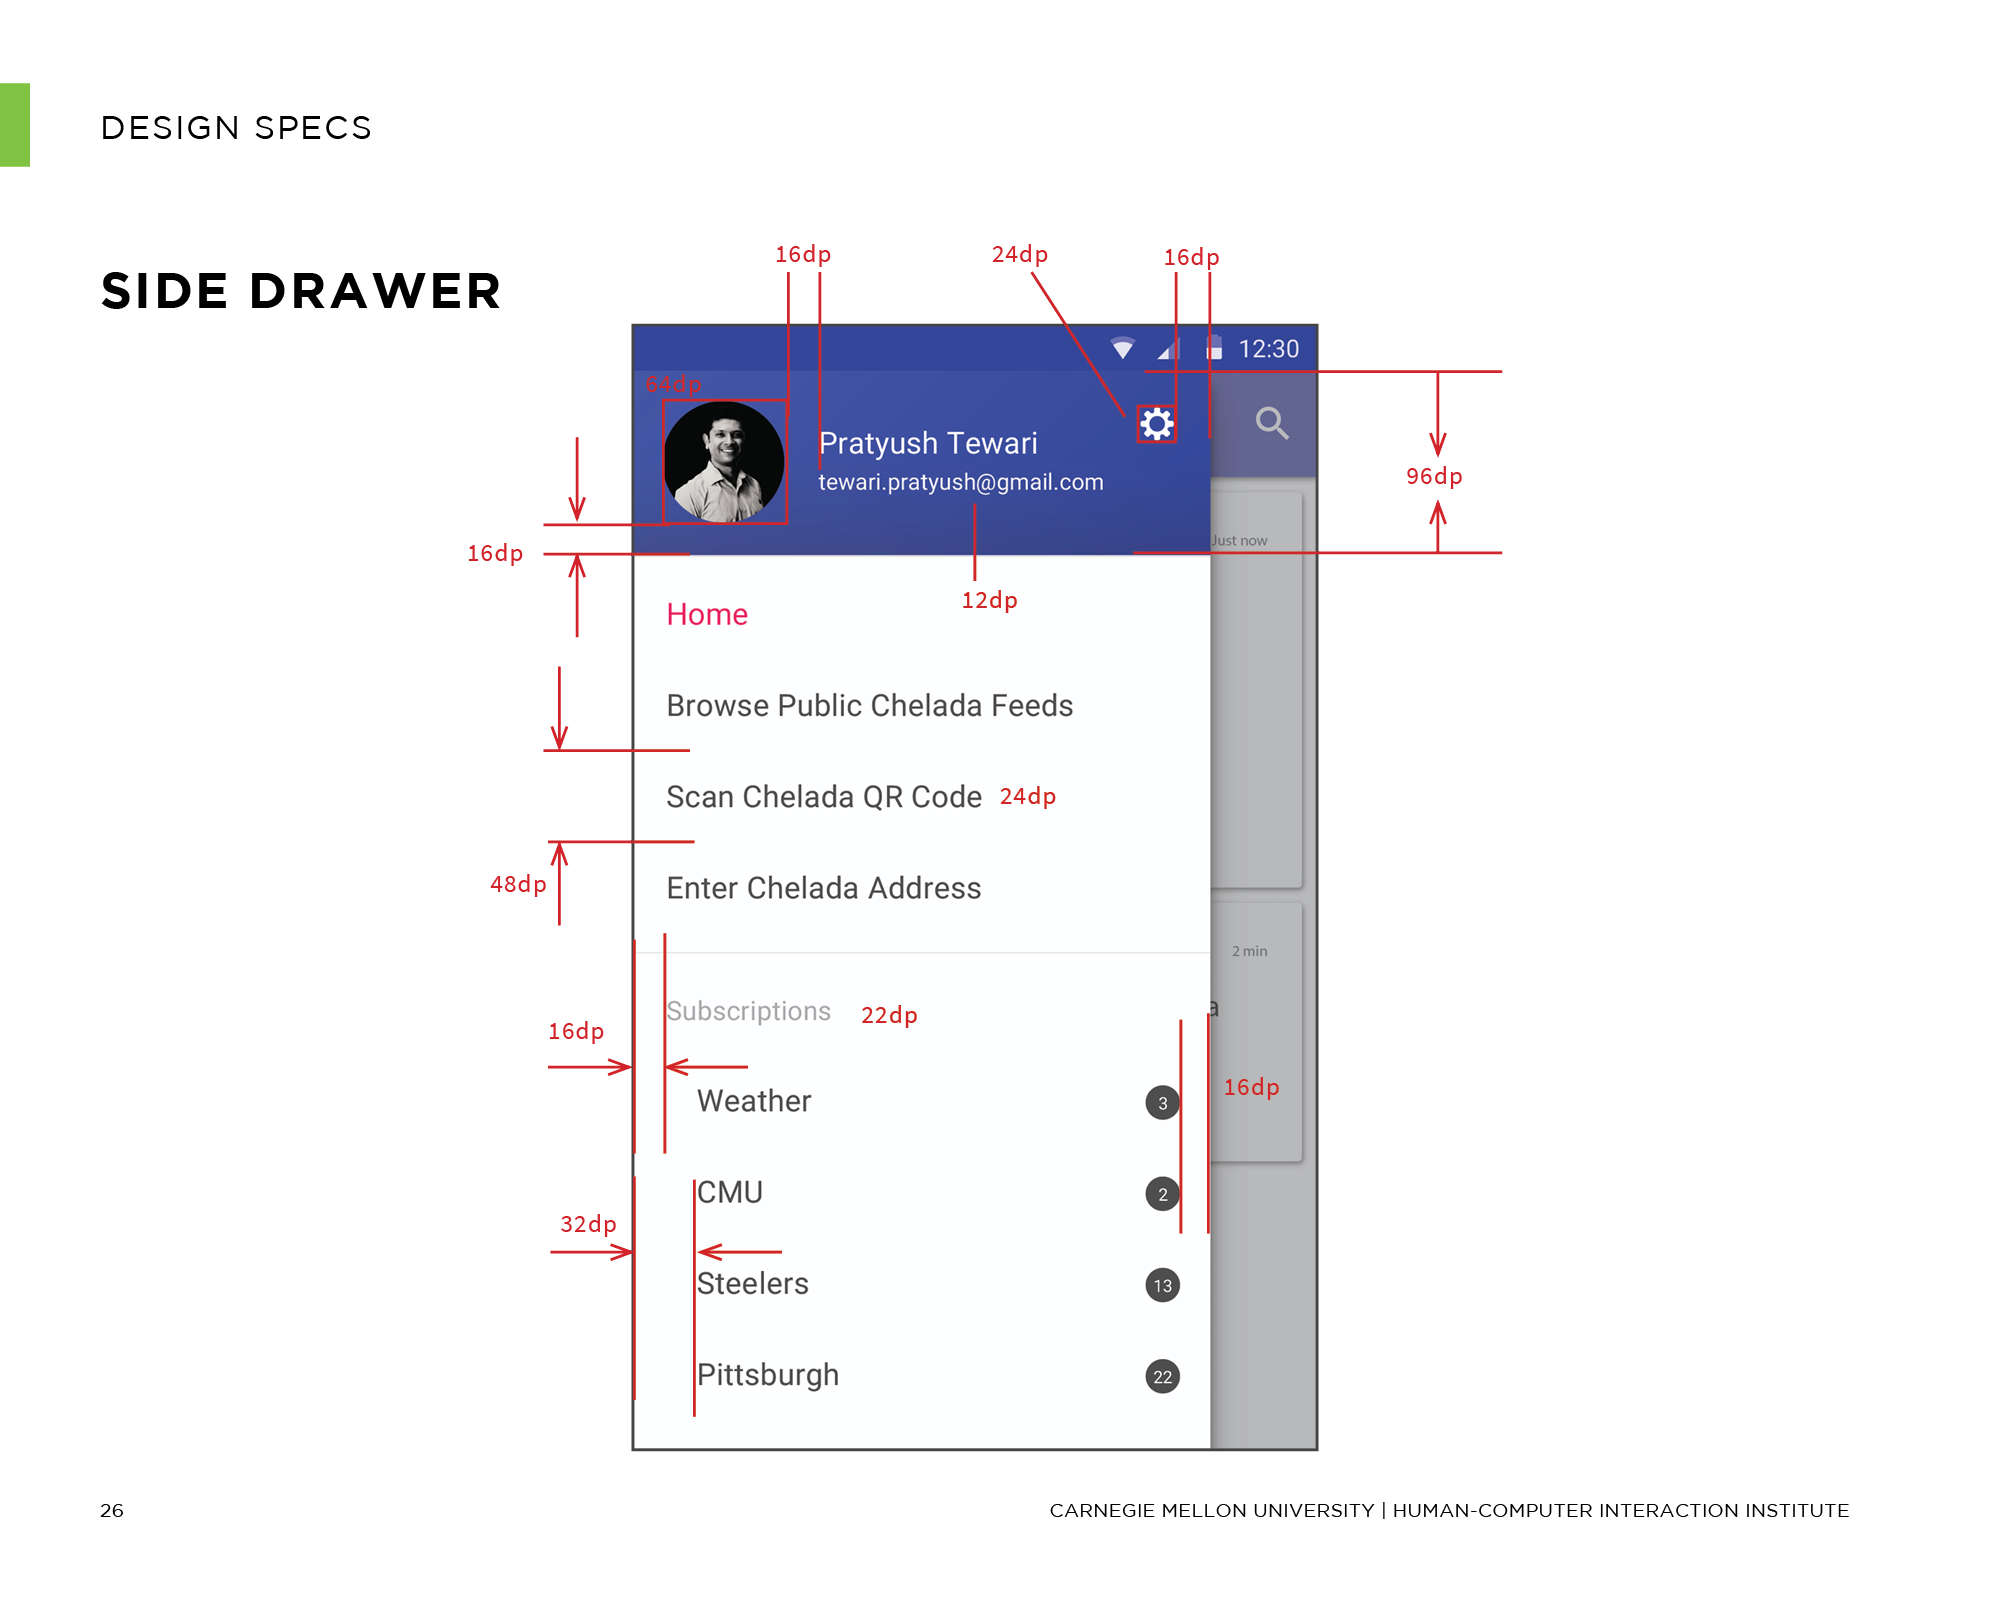 DESIGN SPECS
SIDE DRAWER
16dp
24dp
16dp
12:30
64dp
Pratyush Tewari
tewari.pratyush@gmail.com
96dp
16dp
Just now
12dp
Home
Browse Public Chelada Feeds
Scan Chelada QR Code 24dp
48dp
Enter Chelada Address
2 min
Subscriptions 22dp
a
16dp
Weather 3
16dp
CMU 2
32dp
Steelers 13
Pittsburgh 22
26
CARNEGIE MELLON UNIVERSITY | HUMAN-COMPUTER INTERACTION INSTITUTE